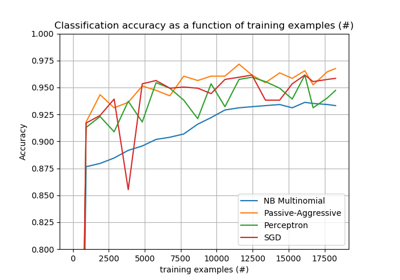 Classification accuracy as a function of training examples (#)
1.000
0.975
0.950
0.925
0.900
0.875
0.850
0.825
0.800
Accuracy
NB Multinomial
Passive-Aggressive
Perceptron
SGD
0 2500 5000 7500 10000 12500 15000 17500
training examples (#)